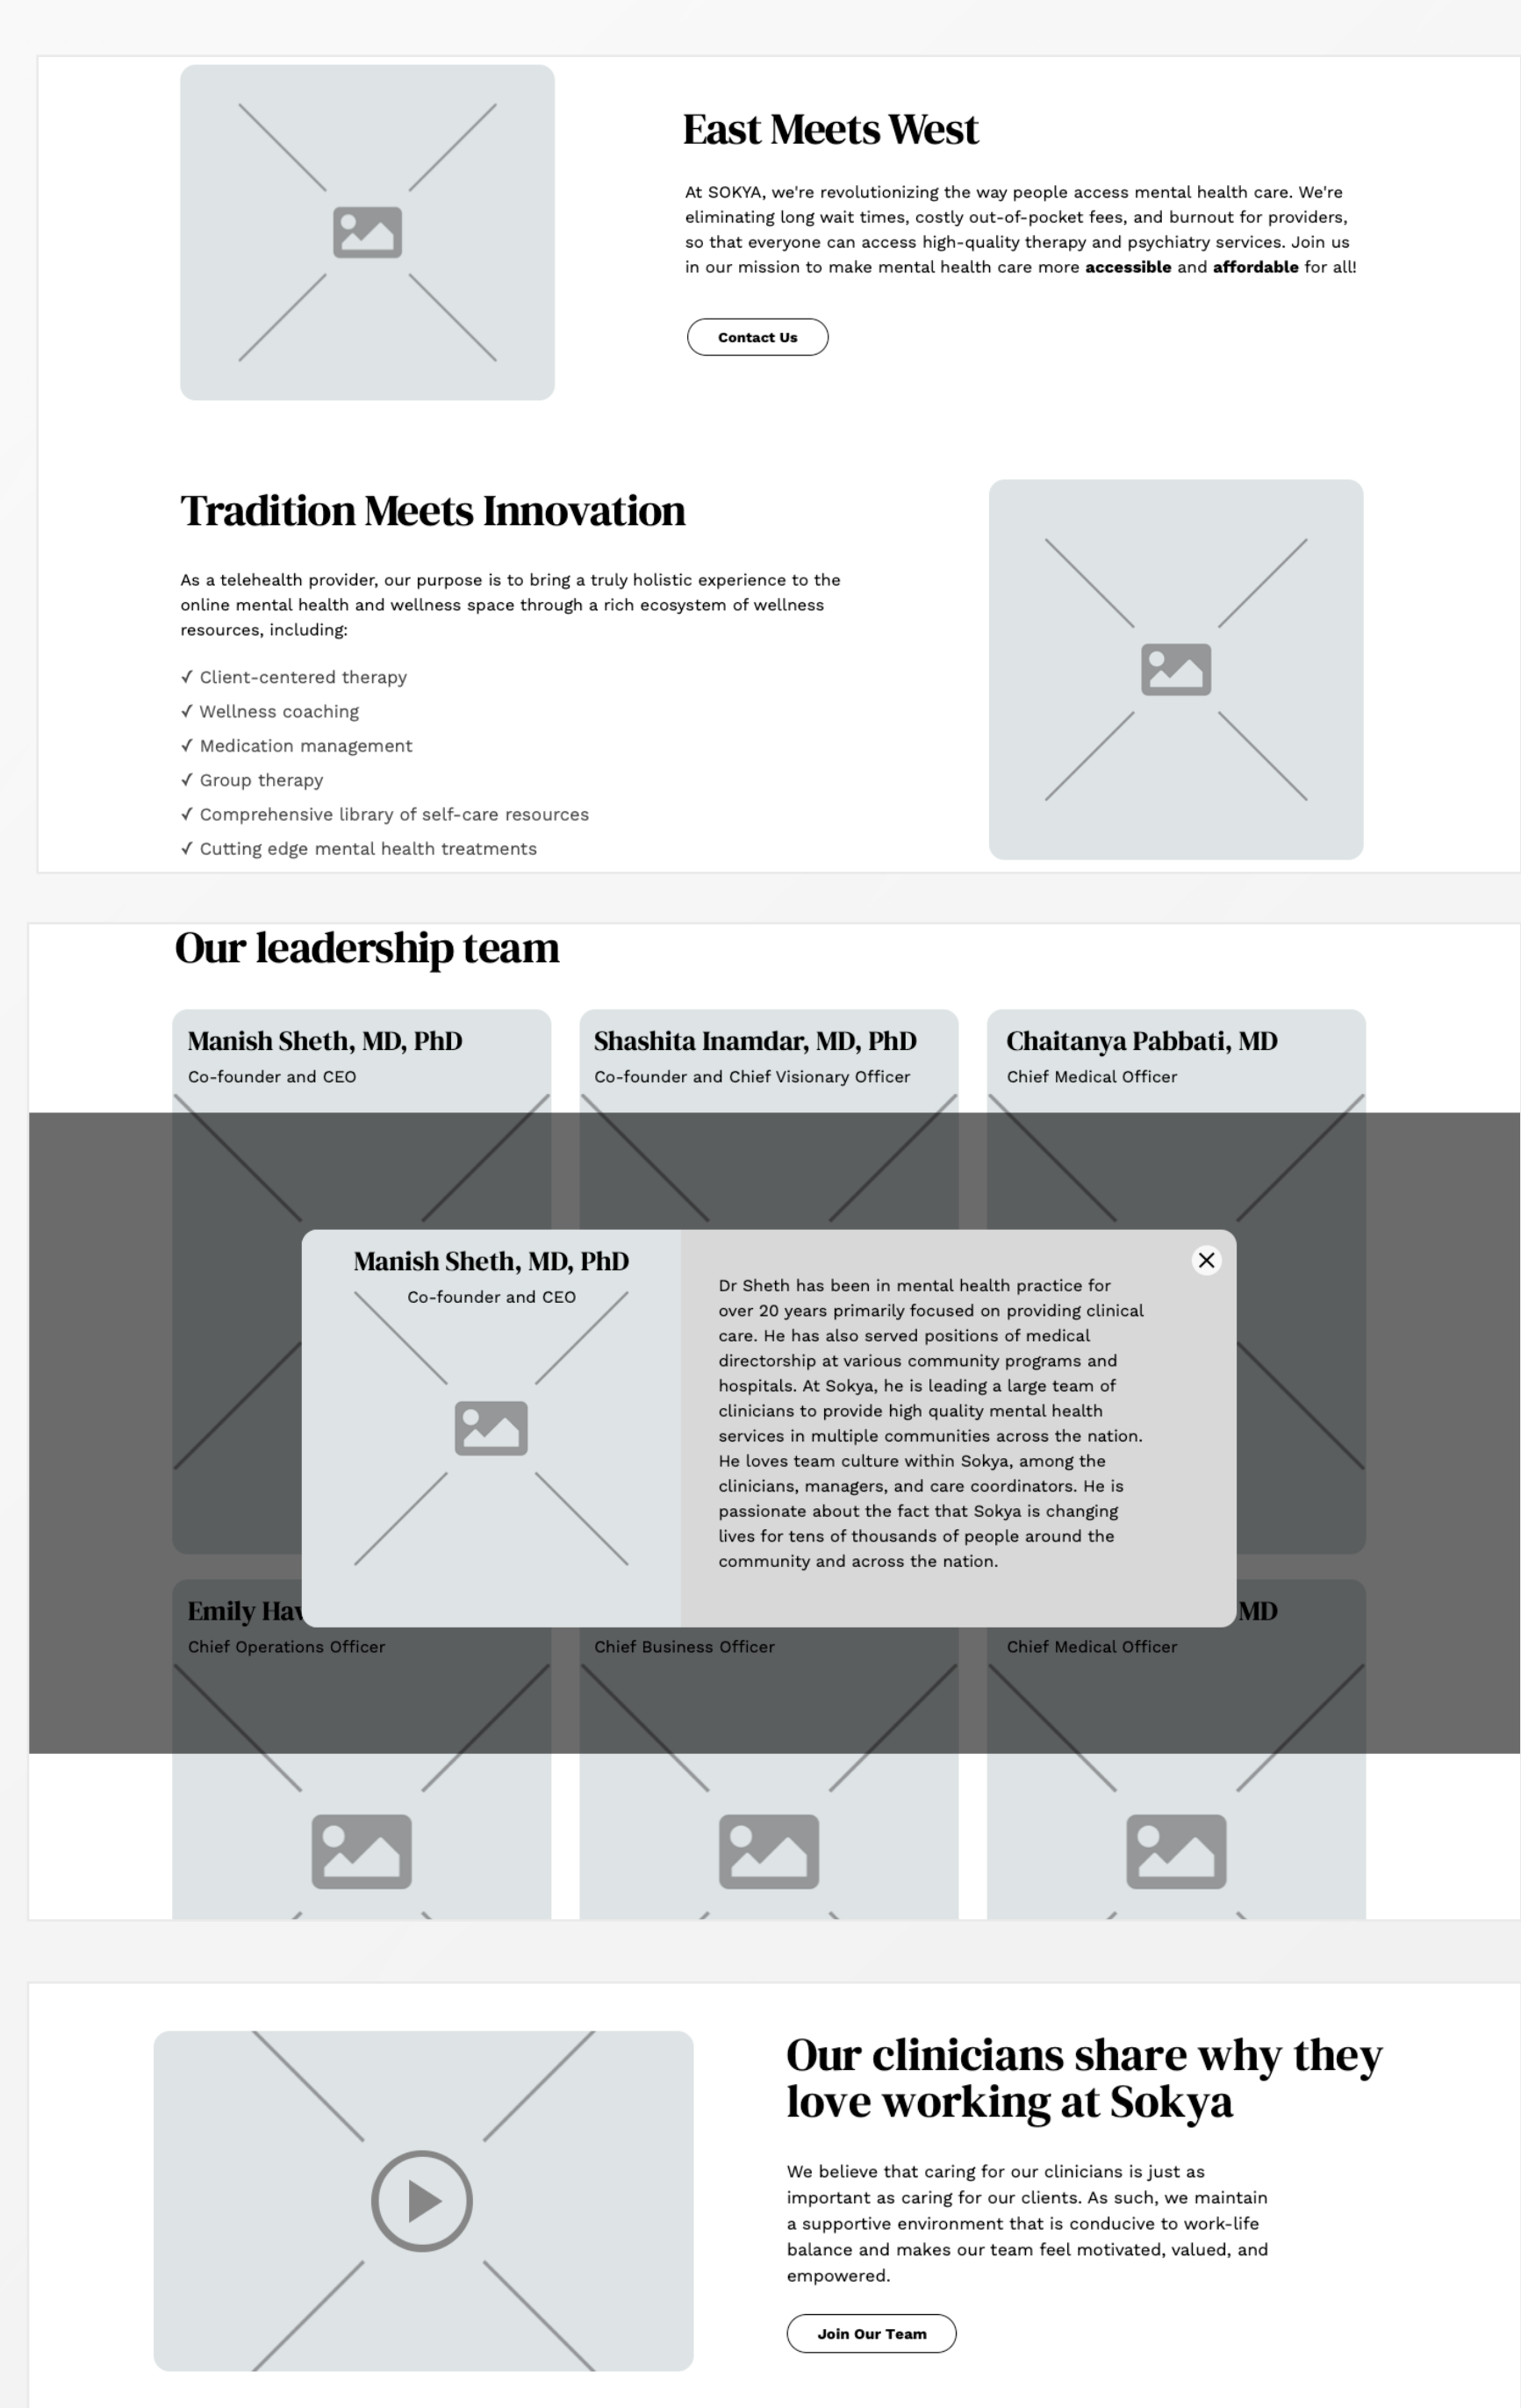 East Meets West
At SOKYA, we're revolutionizing the way people access mental health care. We're
eliminating long wait times, costly out-of-pocket fees, and burnout for providers,
so that everyone can access high-quality therapy and psychiatry services. Join us
in our mission to make mental health care more accessible and affordable for all!
Contact Us
Tradition Meets Innovation
As a telehealth provider, our purpose is to bring a truly holistic experience to the
online mental health and wellness space through a rich ecosystem of wellness
resources, including:
✓ Client-centered therapy
✓ Wellness coaching
✓ Medication management
✓ Group therapy
✓ Comprehensive library of self-care resources
✓ Cutting edge mental health treatments
Our leadership team
Manish Sheth, MD, PhD
Co-founder and CEO
Shashita Inamdar, MD, PhD
Co-founder and Chief Visionary Officer
Chaitanya Pabbati, MD
Chief Medical Officer
Manish Sheth, MD, PhD
Co-founder and CEO
Dr Sheth has been in mental health practice for
over 20 years primarily focused on providing clinical
care. He has also served positions of medical
directorship at various community programs and
hospitals. At Sokya, he is leading a large team of
clinicians to provide high quality mental health
services in multiple communities across the nation.
He loves team culture within Sokya, among the
clinicians, managers, and care coordinators. He is
passionate about the fact that Sokya is changing
lives for tens of thousands of people around the
community and across the nation.
Emily
Chief Operations Officer
Chief Business Officer
MD
Chief Medical Officer
Our clinicians share why they
love working at Sokya
We believe that caring for our clinicians is just as
important as caring for our clients. As such, we maintain
a supportive environment that is conducive to work-life
balance and makes our team feel motivated, valued, and
empowered.
Join Our Team